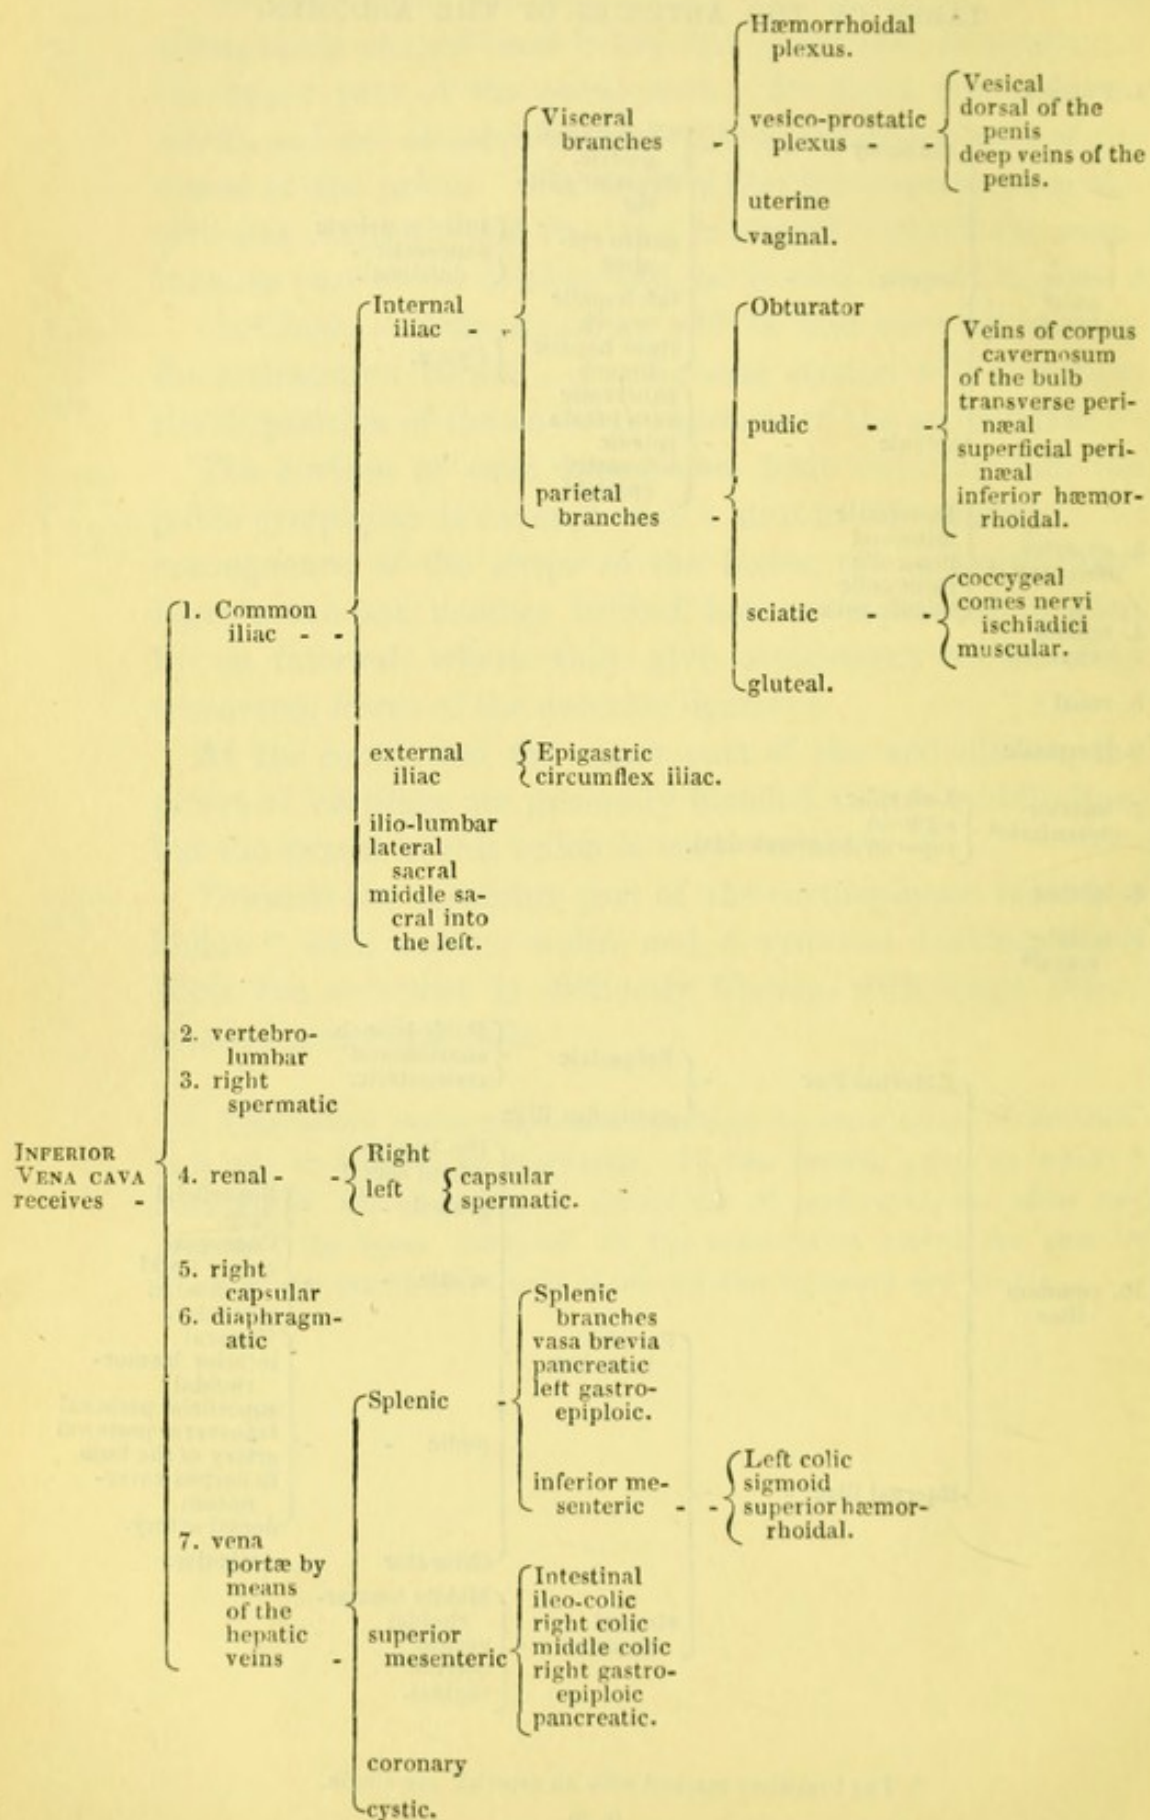 Hæmorrhoidal
plexus.
Visceral
branches -
vesico-prostatic
plexus - -
Vesical
dorsal of the
penis
deep veins of the
penis.
uterine
vaginal.
Internal
iliac - -
Obturator
pudic - -
Veins of corpus
cavernosum
of the bulb
transverse peri-
næal
superficial peri-
næal
inferior hæmor-
rhoidal.
parietal
branches -
sciatic - -
coccygeal
comes nervi
ischiadici
muscular.
gluteal.
1. Common
iliac - -
external
iliac
Epigastric
circumflex iliac.
ilio-lumbar
lateral
sacral
middle sa-
cral into
the left.
2. vertebro-
lumbar
3. right
spermatic
INFERIOR
VENA CAVA
receives -
4. renal - -
Right
left
capsular
spermatic.
5. right
capsular
6. diaphragm-
atic
Splenic -
Splenic
branches
vasa brevia
pancreatic
left gastro-
epiploic.
inferior me-
senteric - -
Left colic
sigmoid
superior hæmor-
rhoidal.
7. vena
portæ by
means
of the
hepatic
veins -
superior
mesenteric
Intestinal
ileo-colic
right colic
middle colic
right gastro-
epiploic
pancreatic.
coronary
cystic.